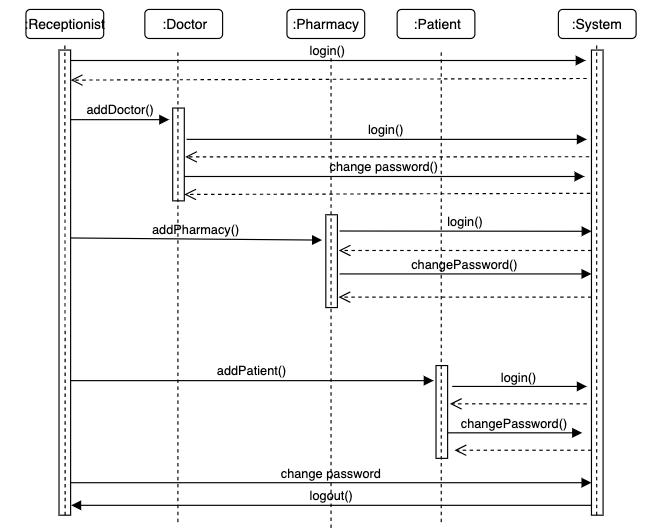 :Receptionist
:Doctor
:Pharmacy
:Patient
:System
login()
addDoctor()
login()
change password()
login()
addPharmacy()
changePassword()
addPatient()
login()
changePassword()
change password
logout()